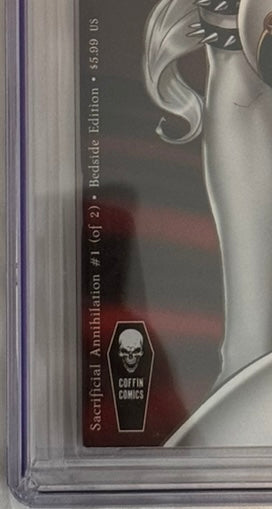 Sacrificial Annihilation #1 (of 2) • Bedside Edition • $5.99 US
COFFIN
COMICS